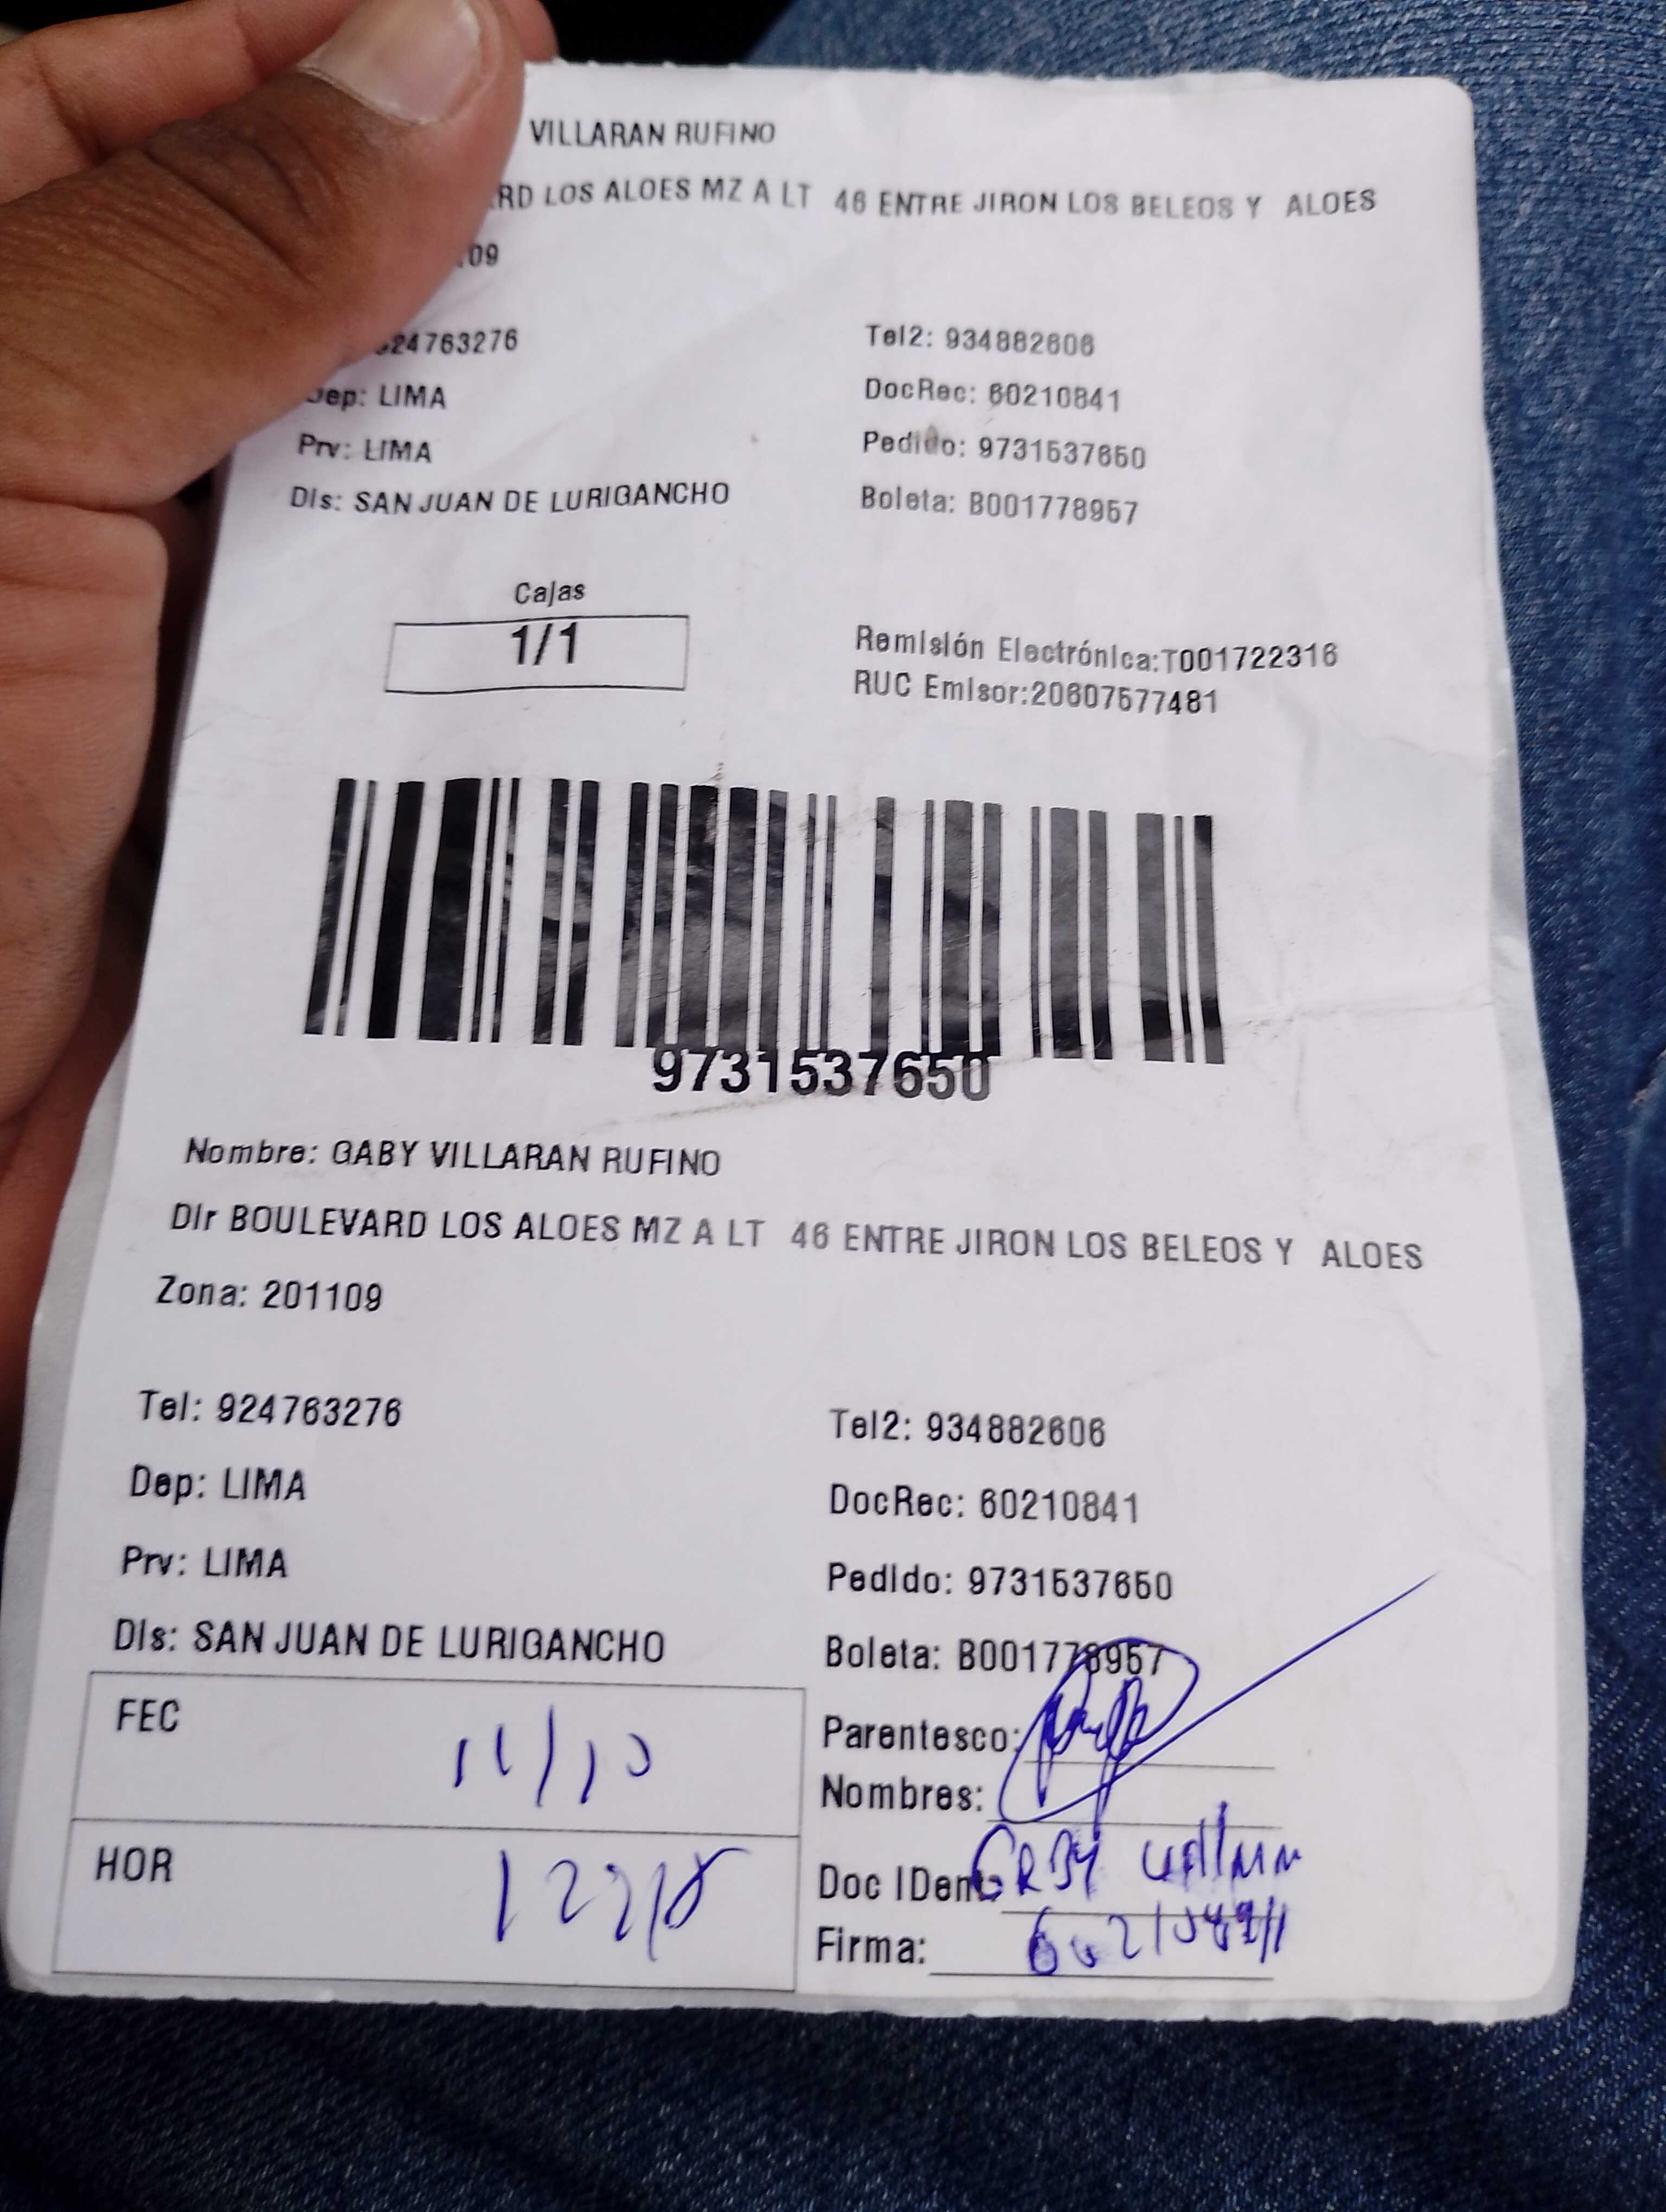 VILLARAN RUFINO
RD LOS ALOES MZ A LT 46 ENTRE JIRON LOS BELEOS Y ALOES
09
24763276 Tel2: 934882606
Dep: LIMA DocRec: 60210841
Prv: LIMA Pedido: 9731537650
Dis: SAN JUAN DE LURIGANCHO Boleta: B001778957
Cajas
1/1
Remisión Electrónica:T001722316
RUC Emisor:20607577481
9731537650
Nombre: GABY VILLARAN RUFINO
Dir BOULEVARD LOS ALOES MZ A LT 46 ENTRE JIRON LOS BELEOS Y ALOES
Zona: 201109
Tel: 924763276 Tel2: 934882606
Dep: LIMA DocRec: 60210841
Prv: LIMA Pedido: 9731537650
Dis: SAN JUAN DE LURIGANCHO Boleta: B001778957
FEC 11/10 Parentesco:
Nombres:
HOR Doc IDent: GABY
Firma: